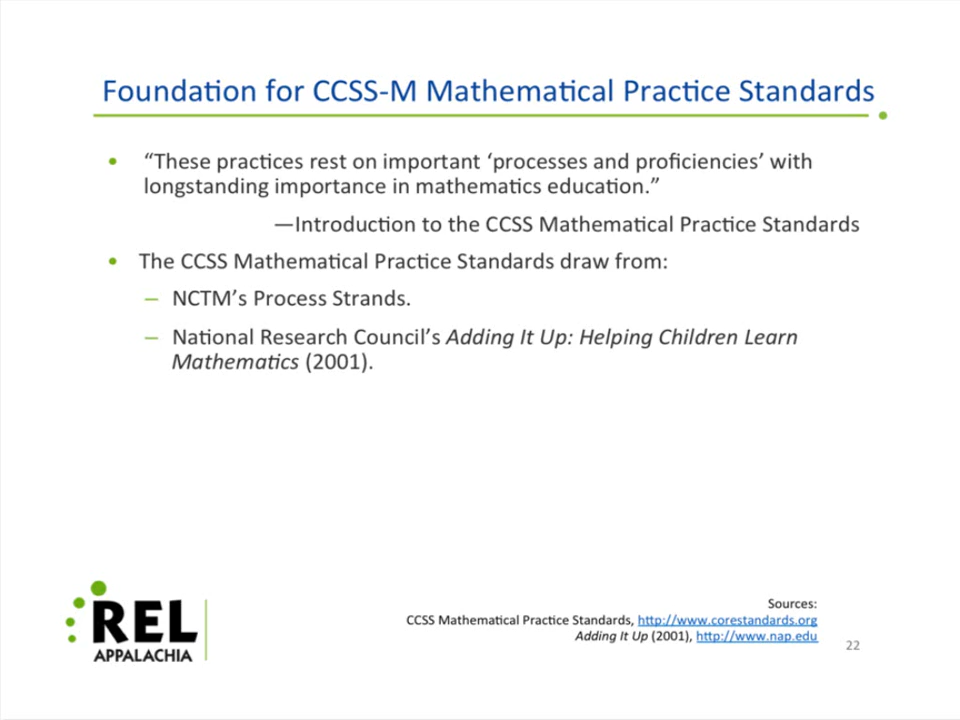 Foundation for CCSS-M Mathematical Practice Standards
• “These practices rest on important ‘processes and proficiencies’ with
longstanding importance in mathematics education.”
—Introduction to the CCSS Mathematical Practice Standards
• The CCSS Mathematical Practice Standards draw from:
– NCTM’s Process Strands.
– National Research Council’s Adding It Up: Helping Children Learn
Mathematics (2001).
REL
APPALACHIA
Sources:
CCSS Mathematical Practice Standards, http://www.corestandards.org
Adding It Up (2001), http://www.nap.edu
22